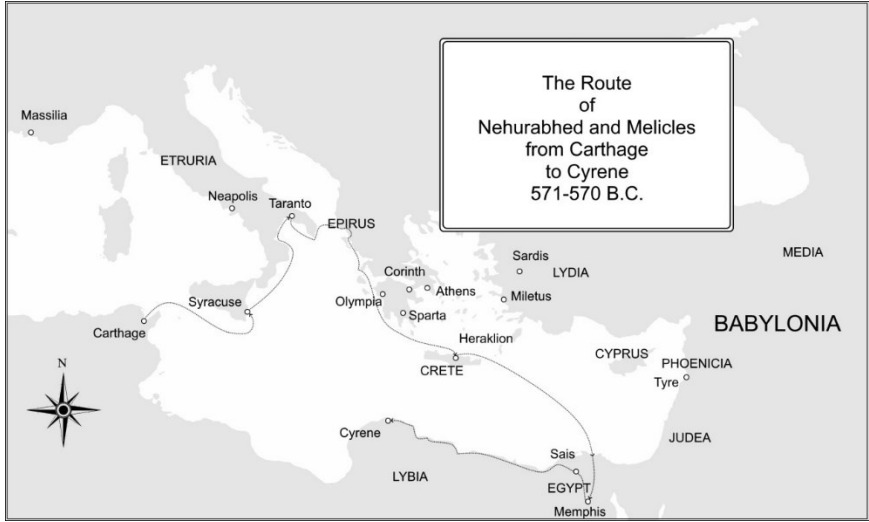 The Route
of
Nehurabhed and Melicles
from Carthage
to Cyrene
571-570 B.C.
Massilia
ETRURIA
Neapolis
Taranto
EPIRUS
Sardis
LYDIA
MEDIA
Corinth
Athens
Olympia
Miletus
Sparta
Syracuse
Carthage
Heraklion
CRETE
CYPRUS
PHOENICIA
Tyre
BABYLONIA
N
Cyrene
JUDEA
Sais
LYBIA
EGYPT
Memphis